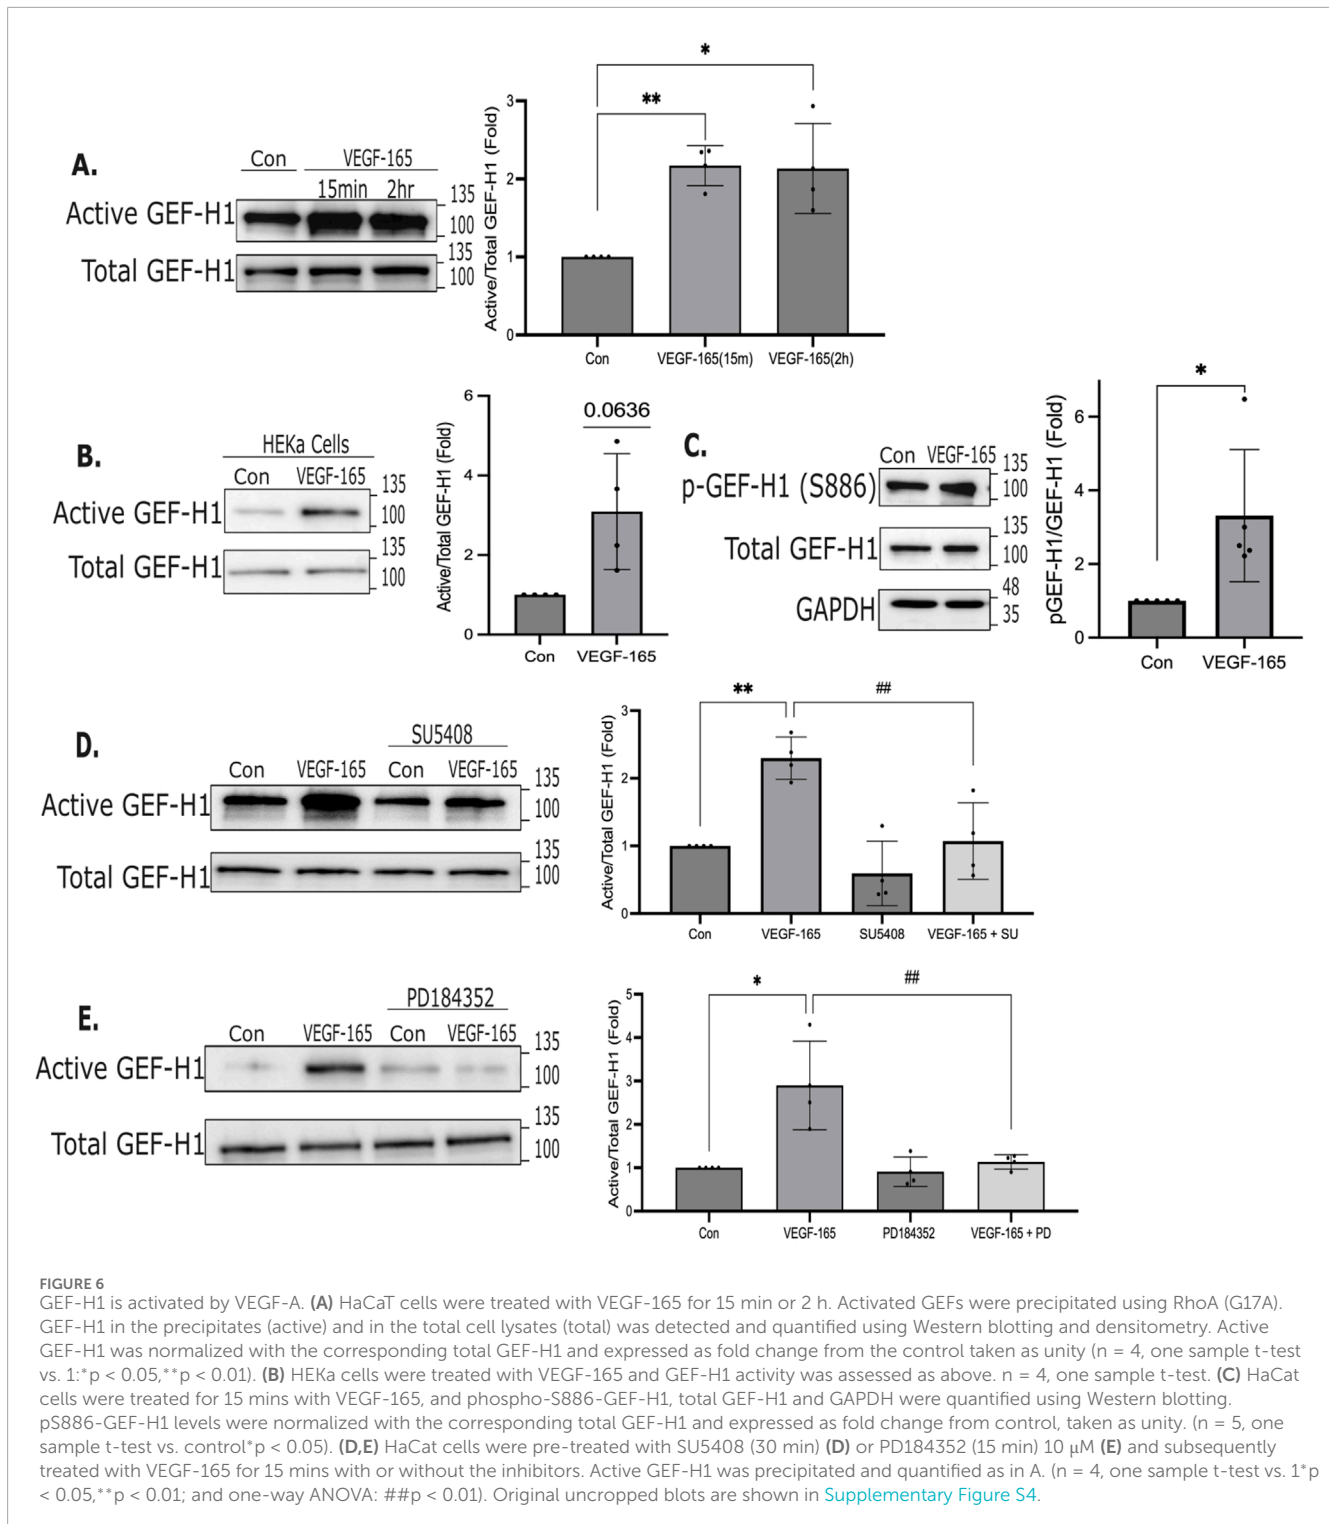 A.
Con
VEGF-165
15min 2hr
Active GEF-H1
135
100
Total GEF-H1
135
100
Active/Total GEF-H1 (Fold)
3
2
1
0
*
**
Con VEGF-165(15m) VEGF-165(2h)
B.
HEKa Cells
Con VEGF-165
Active GEF-H1
135
100
Total GEF-H1
135
100
Active/Total GEF-H1 (Fold)
6
4
2
0
0.0636
Con VEGF-165
C.
Con VEGF-165
p-GEF-H1 (S886)
135
100
Total GEF-H1
135
100
GAPDH
48
35
pGEF-H1/GEF-H1 (Fold)
6
4
2
0
*
Con VEGF-165
D.
SU5408
Con VEGF-165 Con VEGF-165
Active GEF-H1
135
100
Total GEF-H1
135
100
Active/Total GEF-H1 (Fold)
3
2
1
0
** ##
Con VEGF-165 SU5408 VEGF-165 + SU
E.
PD184352
Con VEGF-165 Con VEGF-165
Active GEF-H1
135
100
Total GEF-H1
135
100
Active/Total GEF-H1 (Fold)
5
4
3
2
1
0
* ##
Con VEGF-165 PD184352 VEGF-165 + PD
FIGURE 6
GEF-H1 is activated by VEGF-A. (A) HaCaT cells were treated with VEGF-165 for 15 min or 2 h. Activated GEFs were precipitated using RhoA (G17A).
GEF-H1 in the precipitates (active) and in the total cell lysates (total) was detected and quantified using Western blotting and densitometry. Active
GEF-H1 was normalized with the corresponding total GEF-H1 and expressed as fold change from the control taken as unity (n = 4, one sample t-test
vs. 1:*p < 0.05,**p < 0.01). (B) HEKa cells were treated with VEGF-165 and GEF-H1 activity was assessed as above. n = 4, one sample t-test. (C) HaCat
cells were treated for 15 mins with VEGF-165, and phospho-S886-GEF-H1, total GEF-H1 and GAPDH were quantified using Western blotting.
pS886-GEF-H1 levels were normalized with the corresponding total GEF-H1 and expressed as fold change from control, taken as unity. (n = 5, one
sample t-test vs. control*p < 0.05). (D,E) HaCat cells were pre-treated with SU5408 (30 min) (D) or PD184352 (15 min) 10 μM (E) and subsequently
treated with VEGF-165 for 15 mins with or without the inhibitors. Active GEF-H1 was precipitated and quantified as in A. (n = 4, one sample t-test vs. 1*p
< 0.05,**p < 0.01; and one-way ANOVA: ##p < 0.01). Original uncropped blots are shown in Supplementary Figure S4.